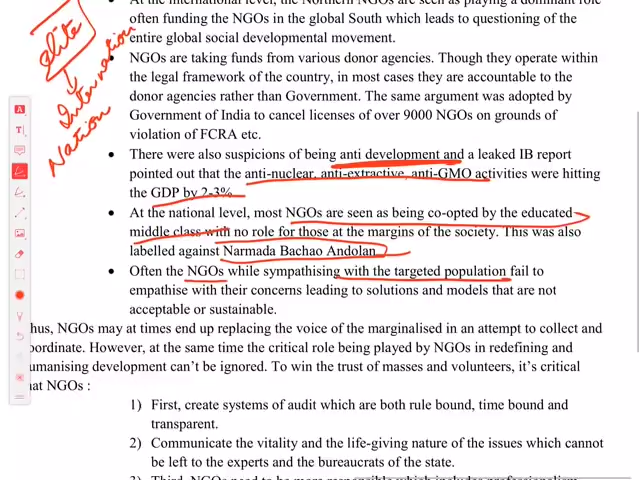 At the international level, the Northern NGOs are seen as playing a dominant role
often funding the NGOs in the global South which leads to questioning of the
entire global social developmental movement.
NGOs are taking funds from various donor agencies. Though they operate within
the legal framework of the country, in most cases they are accountable to the
donor agencies rather than Government. The same argument was adopted by
Government of India to cancel licenses of over 9000 NGOs on grounds of
violation of FCRA etc.
There were also suspicions of being anti development and a leaked IB report
pointed out that the anti-nuclear, anti-extractive, anti-GMO activities were hitting
the GDP by 2-3%.
At the national level, most NGOs are seen as being co-opted by the educated
middle class with no role for those at the margins of the society. This was also
labelled against Narmada Bachao Andolan.
Often the NGOs while sympathising with the targeted population fail to
empathise with their concerns leading to solutions and models that are not
acceptable or sustainable.
hus, NGOs may at times end up replacing the voice of the marginalised in an attempt to collect and
oordinate. However, at the same time the critical role being played by NGOs in redefining and
umanising development can't be ignored. To win the trust of masses and volunteers, it's critical
hat NGOs :
1) First, create systems of audit which are both rule bound, time bound and
transparent.
2) Communicate the vitality and the life-giving nature of the issues which cannot
be left to the experts and the bureaucrats of the state.
3) Third, NGOs need to be more responsible which includes professionalism
elite
Internation
Nation
A
T